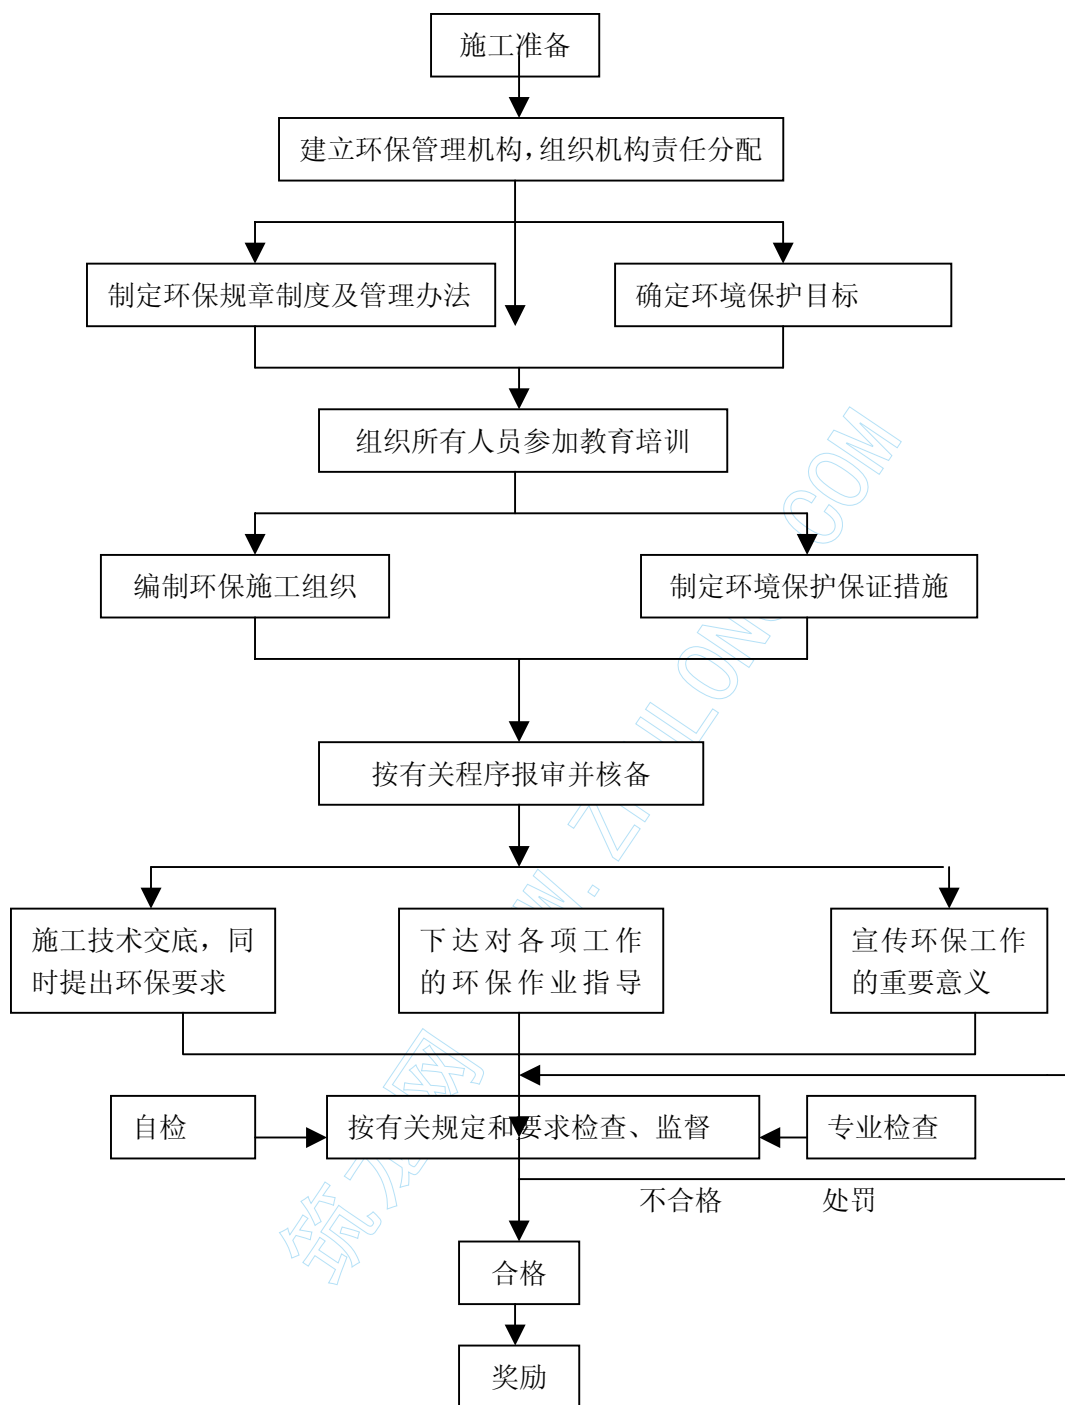 施工准备
建立环保管理机构,组织机构责任分配
制定环保规章制度及管理办法
确定环境保护目标
组织所有人员参加教育培训
编制环保施工组织
制定环境保护保证措施
按有关程序报审并核备
施工技术交底，同
时提出环保要求
下达对各项工作
的环保作业指导
宣传环保工作
的重要意义
自检
按有关规定和要求检查、监督
专业检查
不合格
处罚
合格
奖励